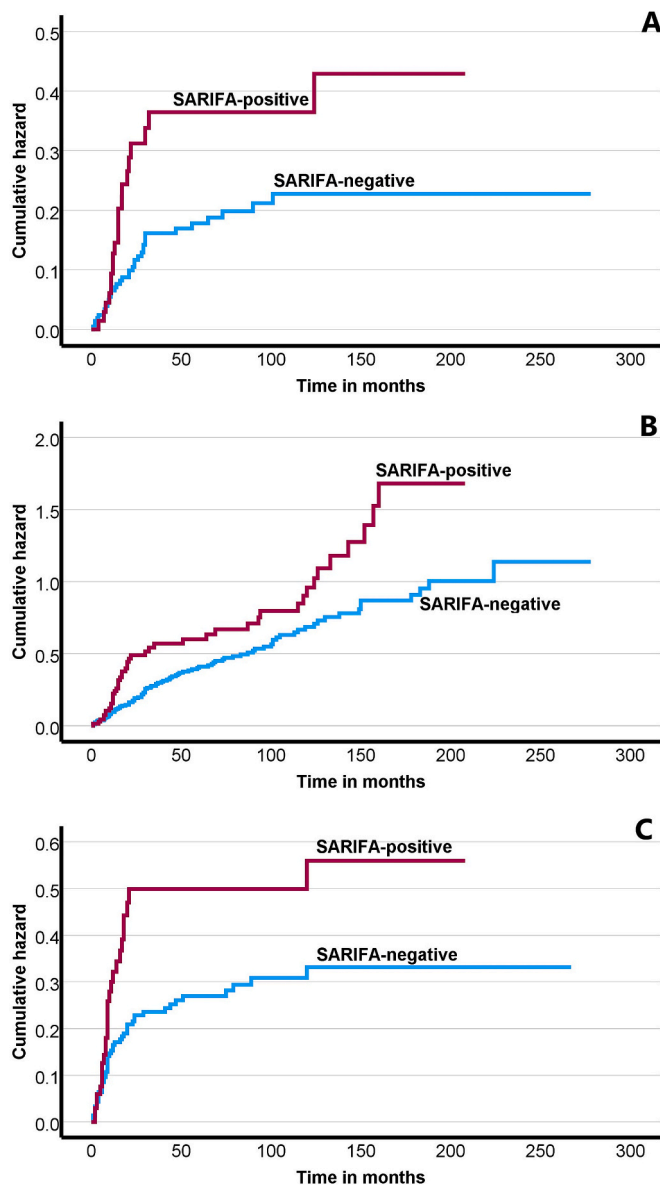 A
0.5
0.4
0.3
0.2
0.1
0.0
Cumulative hazard
SARIFA-positive
SARIFA-negative
0 50 100 150 200 250 300
Time in months
B
2.0
1.5
1.0
0.5
0.0
Cumulative hazard
SARIFA-positive
SARIFA-negative
0 50 100 150 200 250 300
Time in months
C
0.6
0.5
0.4
0.3
0.2
0.1
0.0
Cumulative hazard
SARIFA-positive
SARIFA-negative
0 50 100 150 200 250 300
Time in months